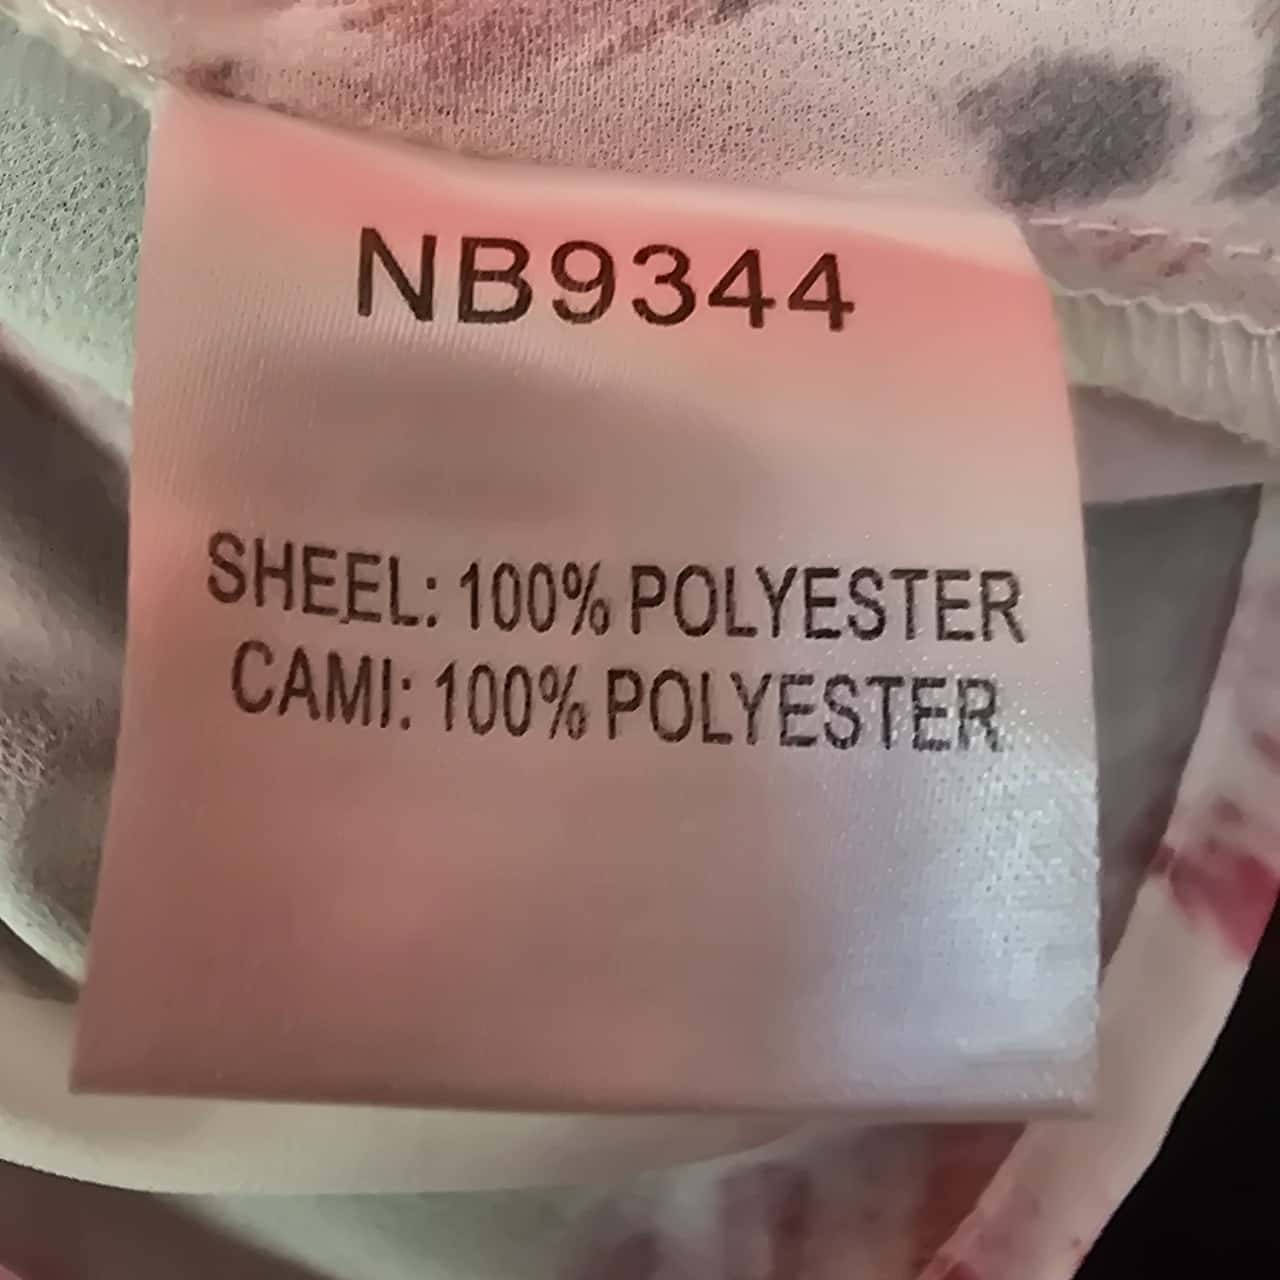 NB9344
SHEEL: 100% POLYESTER
CAMI: 100% POLYESTER